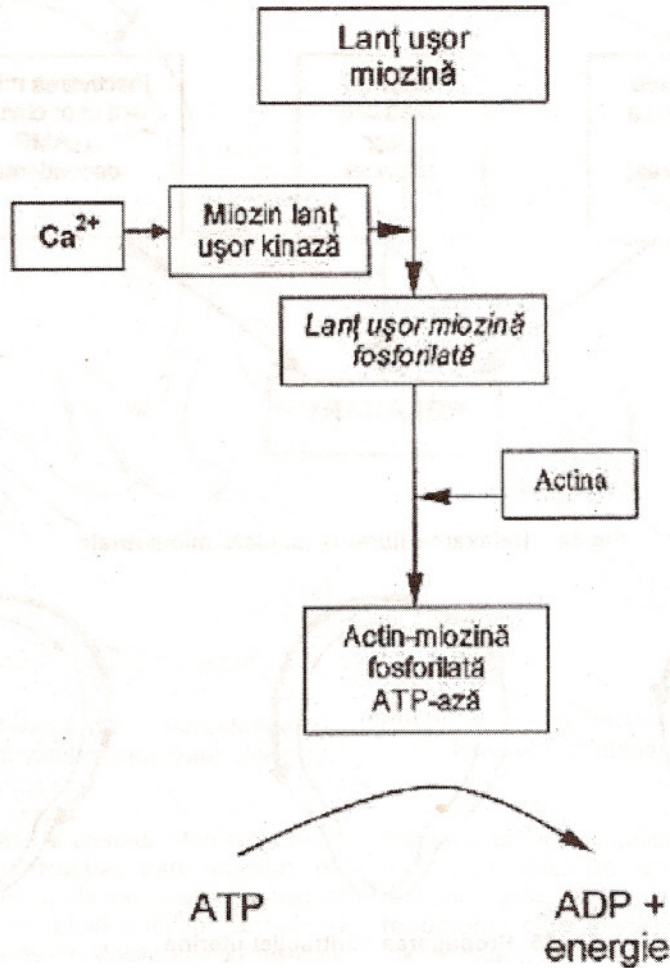 Lanț ușor
miozină
Ca2+
Miozin lanț
ușor kinază
Lanț ușor miozină
fosforilată
Actina
Actin-miozină
fosforilată
ATP-ază
ATP
ADP +
energie